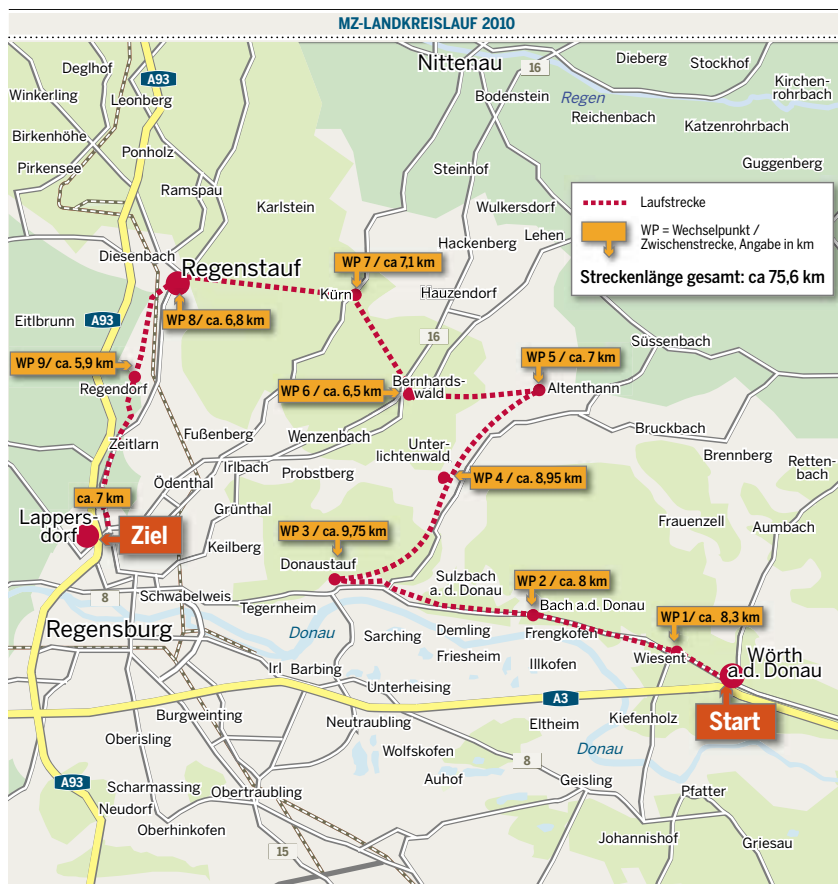 MZ-LANDKREISLAUF 2010
Nittenau
16
Dieberg
Stockhof
Deglhof
A93
Kirchen-
rohrbach
Winkerling
Leonberg
Bodenstein
Regen
Reichenbach
Katzenrohrbach
Birkenhöhe
Ponholz
Pirkensee
Steinhof
Guggenberg
Ramspau
Karlstein
Wulkersdorf
Lehen
Hackenberg
Laufstrecke
WP = Wechselpunkt /
Zwischenstrecke, Angabe in km
Streckenlänge gesamt: ca 75,6 km
Diesenbach
Regenstauf
WP 7 / ca 7,1 km
Kürn
Hauzendorf
Eitlbrunn
A93
WP 8/ ca. 6,8 km
16
Süssenbach
WP 9/ ca. 5,9 km
Regendorf
WP 5 / ca. 7 km
Altenthann
WP 6 / ca. 6,5 km
Bernhards-
wald
Zeitlarn
Fußenberg
Wenzenbach
Bruckbach
Unter-
lichtenwald
Brennberg
Retten-
bach
Irlbach
Probstberg
Ödenthal
WP 4 / ca. 8,95 km
ca. 7 km
Grünthal
Lappers-
dorf
Ziel
Frauenzell
Aumbach
WP 3 / ca. 9,75 km
Keilberg
Donaustauf
8
Schwabelweis
Tegernheim
Sulzbach
a. d. Donau
WP 2 / ca. 8 km
Bach a.d. Donau
WP 1/ ca. 8,3 km
Regensburg
Donau
Sarching
Demling
Frengkofen
Friesheim
Illkofen
Wiesent
Wörth
a.d. Donau
Irl
Barbing
Unterheising
A3
Burgweinting
Neutraubling
Eltheim
Kiefenholz
Start
Oberisling
Wolfskofen
Donau
8
A93
Scharmassing
Obertraubling
Auhof
Geisling
Pfatter
Neudorf
Oberhinkofen
15
Johannishof
Griesau